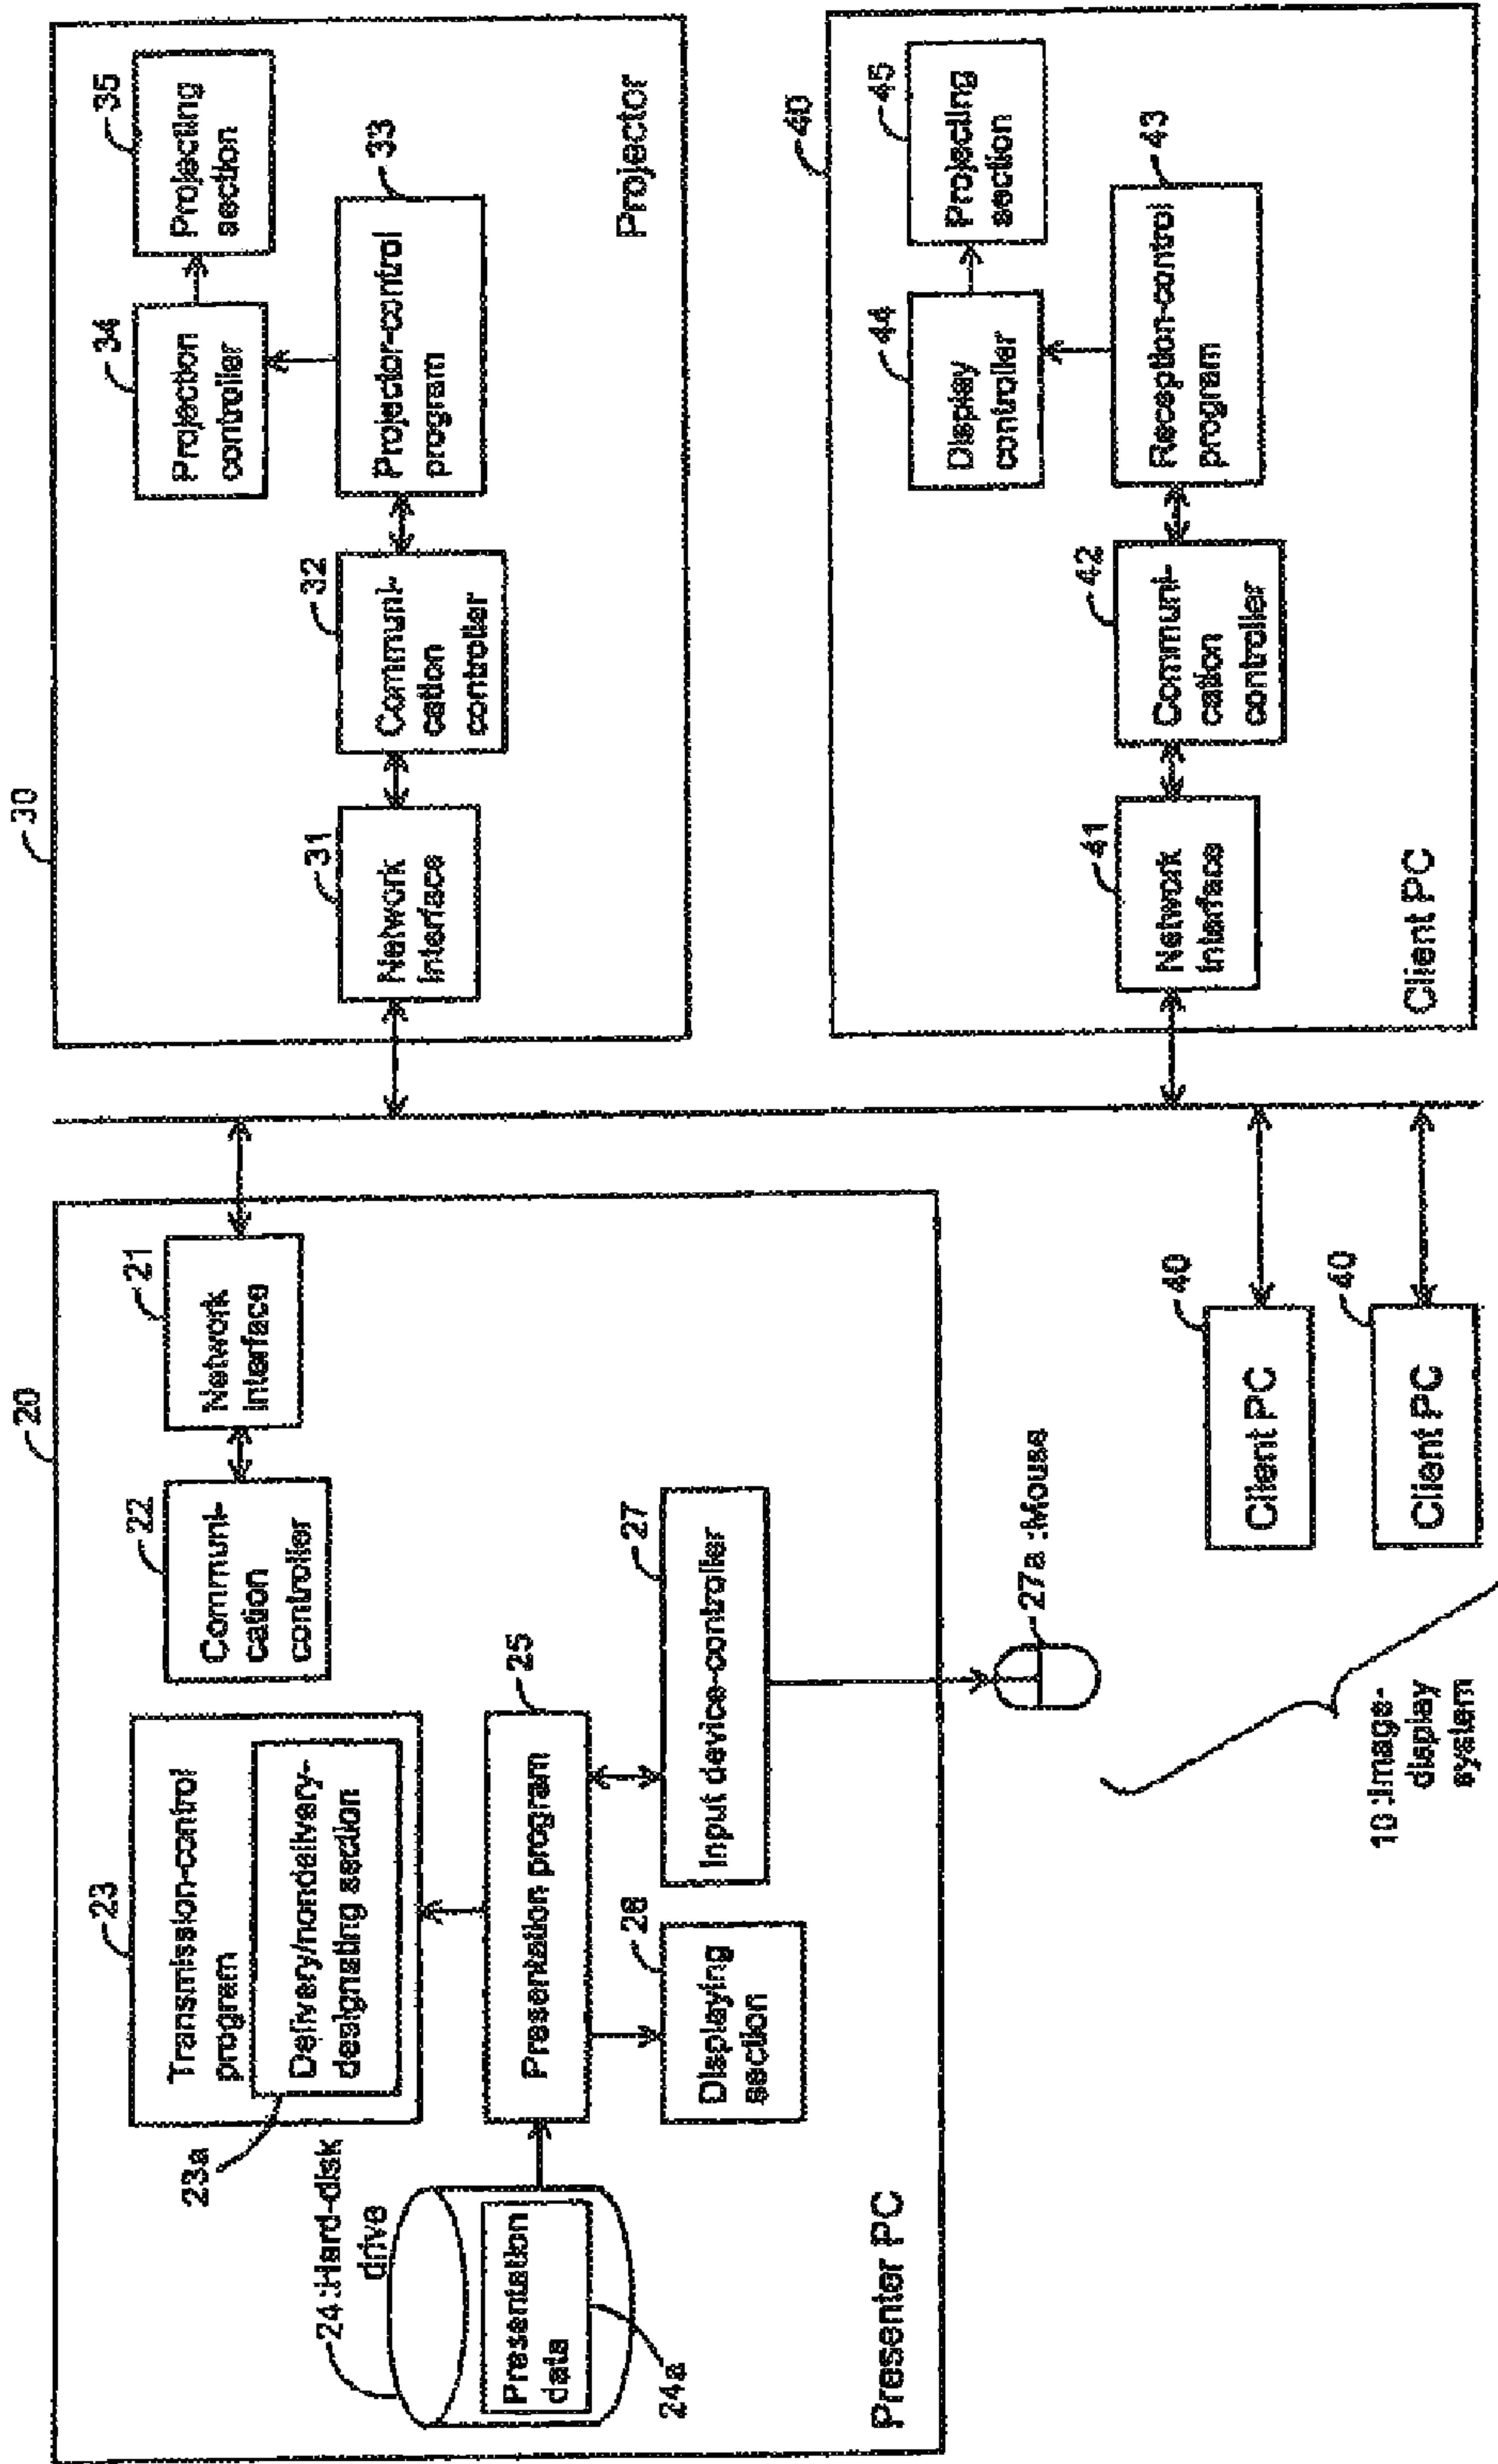 20
23
Transmission-control
program
Delivery/nondelivery-
designating section
23a
22
Communi-
cation
controller
21
Network
interface
24 :Hard-disk
drive
Presentation
data
24a
25
Presentation program
Displaying
section
27
Input device-controller
Presenter PC
27a :Mouse
30
31
Network
interface
32
Communi-
cation
controller
33
Projector-control
program
34
Projection
controller
35
Projecting
section
Projector
40
41
Network
interface
42
Communi-
cation
controller
43
Reception-control
program
44
Display
controller
45
Projecting
section
Client PC
40
Client PC
40
Client PC
10 :Image-
display
system